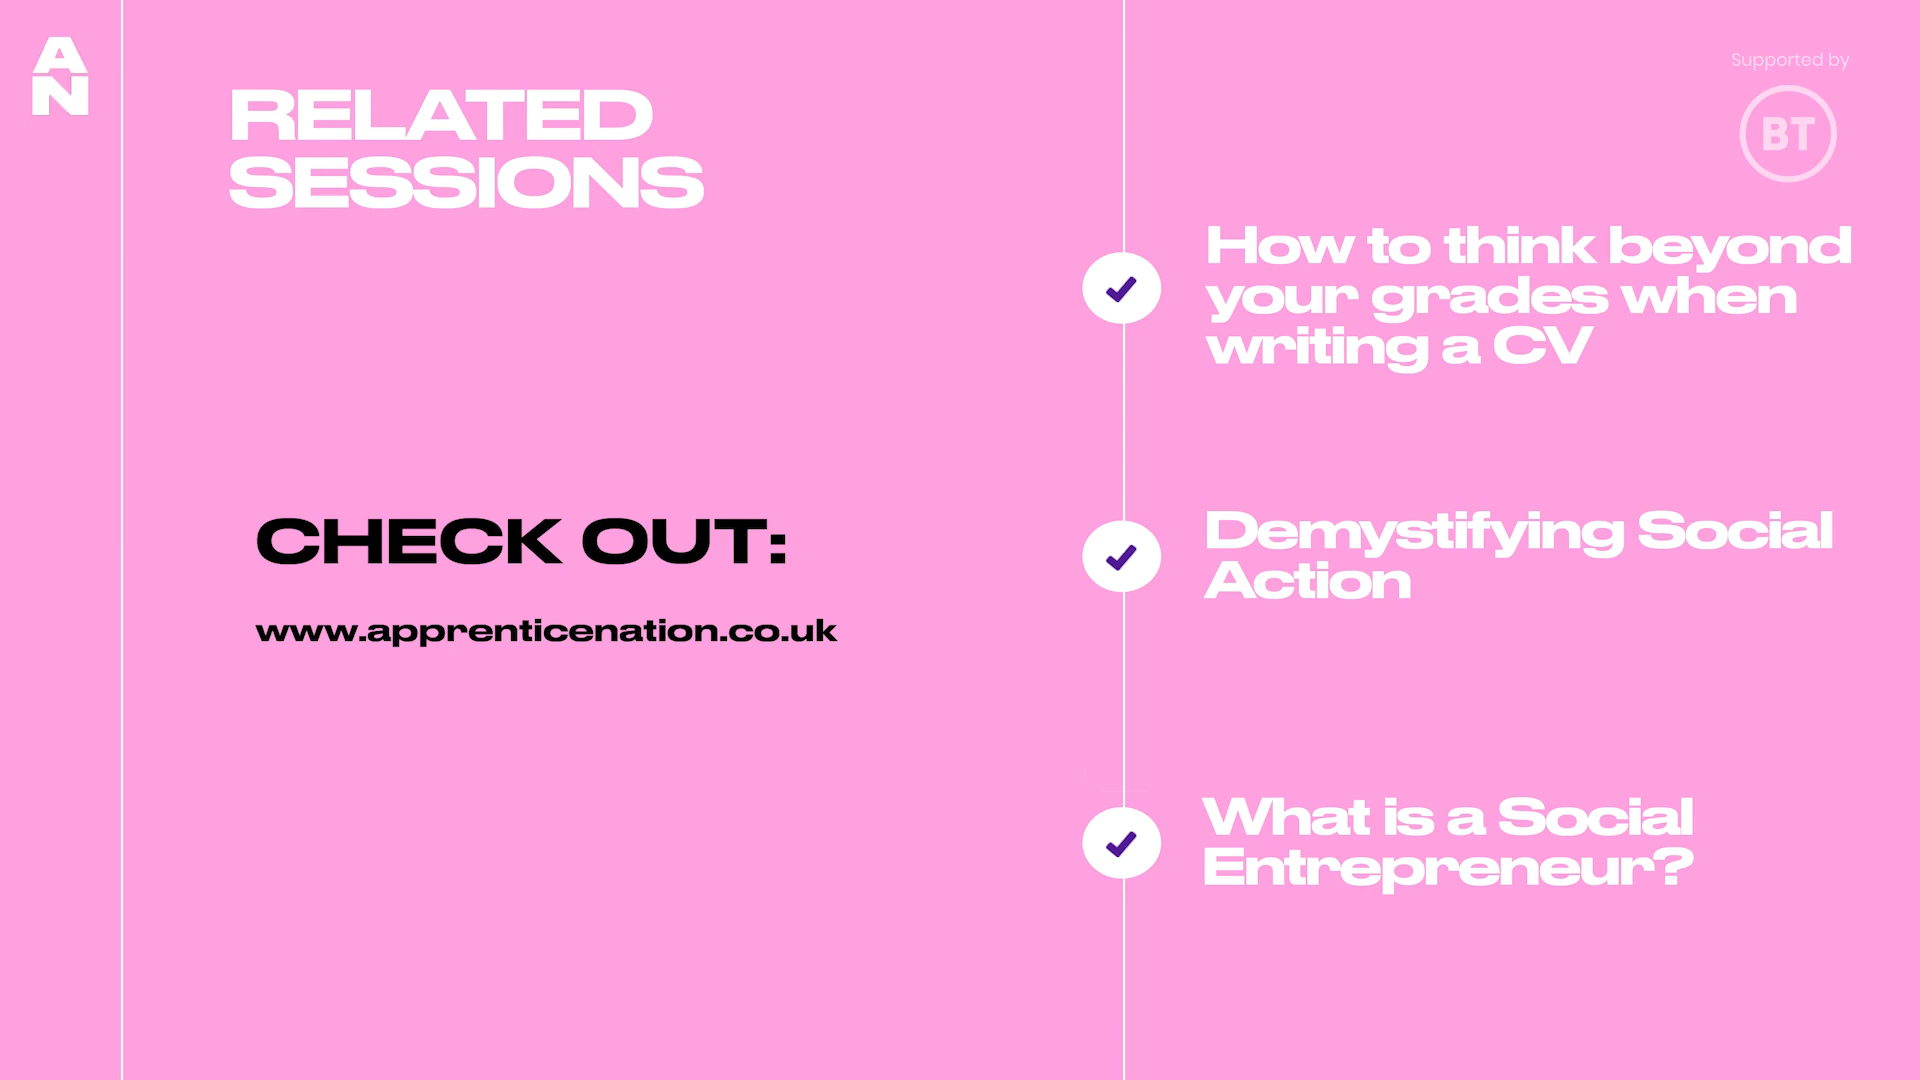 A
N
RELATED
SESSIONS
CHECK OUT:
www.apprenticenation.co.uk
Supported by
BT
How to think beyond
your grades when
writing a CV
Demystifying Social
Action
What is a Social
Entrepreneur?